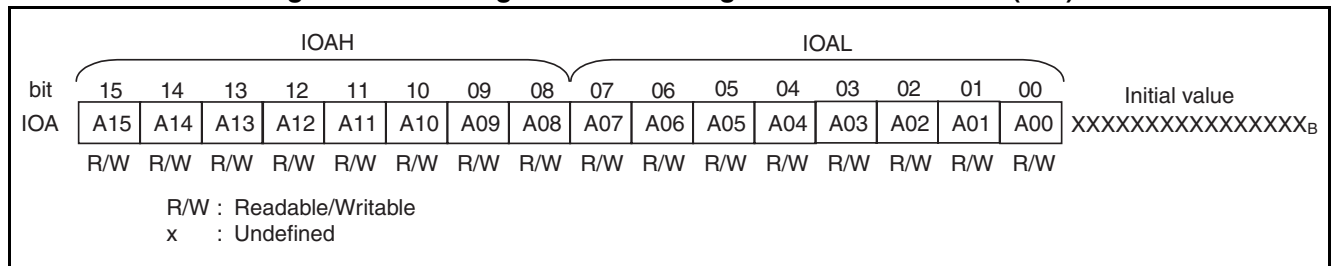 IOAH IOAL
bit 15 14 13 12 11 10 09 08 07 06 05 04 03 02 01 00 Initial value
IOA A15 A14 A13 A12 A11 A10 A09 A08 A07 A06 A05 A04 A03 A02 A01 A00 XXXXXXXXXXXXXXXXB
R/W R/W R/W R/W R/W R/W R/W R/W R/W R/W R/W R/W R/W R/W R/W R/W
R/W : Readable/Writable
x : Undefined